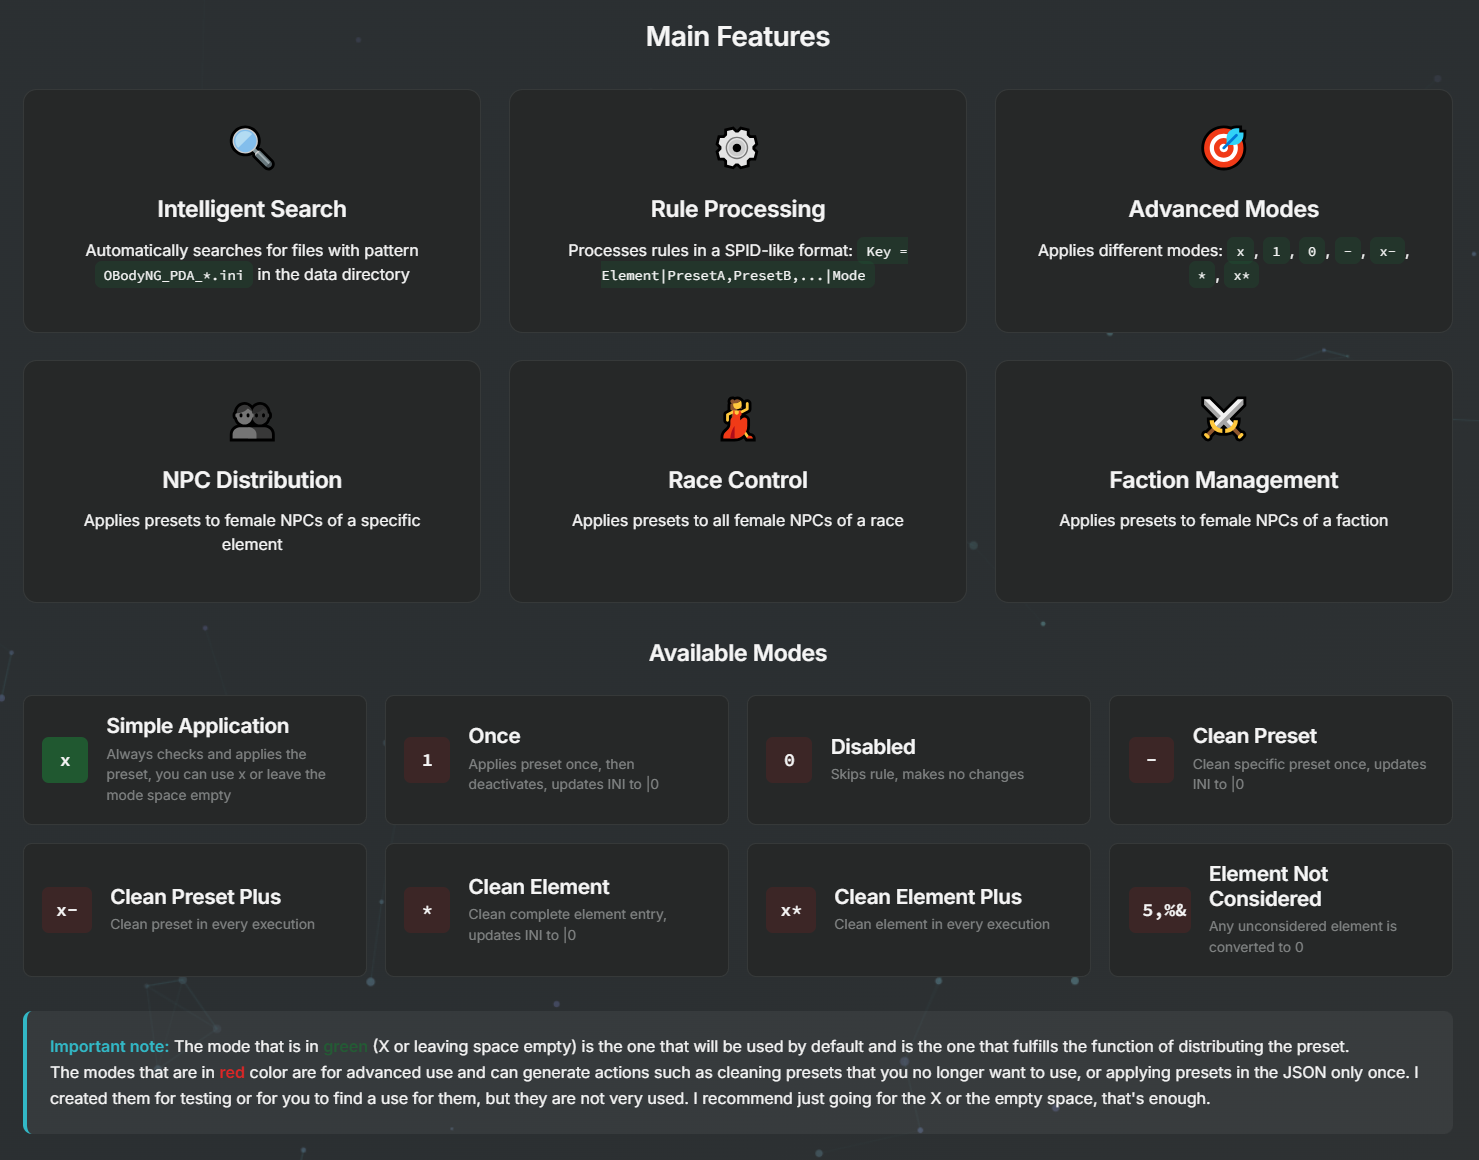 Main Features
Intelligent Search
Automatically searches for files with pattern
OBodyNG_PDA_*.ini in the data directory
Rule Processing
Processes rules in a SPID-like format: Key =
Element|PresetA,PresetB,...|Mode
Advanced Modes
Applies different modes: x , 1 , 0 , - , x- ,
* , x*
NPC Distribution
Applies presets to female NPCs of a specific
element
Race Control
Applies presets to all female NPCs of a race
Faction Management
Applies presets to female NPCs of a faction
Available Modes
x
Simple Application
Always checks and applies the
preset, you can use x or leave the
mode space empty
1
Once
Applies preset once, then
deactivates, updates INI to |0
0
Disabled
Skips rule, makes no changes
-
Clean Preset
Clean specific preset once, updates
INI to |0
x-
Clean Preset Plus
Clean preset in every execution
*
Clean Element
Clean complete element entry,
updates INI to |0
x*
Clean Element Plus
Clean element in every execution
5,%&
Element Not
Considered
Any unconsidered element is
converted to 0
Important note: The mode that is in green (X or leaving space empty) is the one that will be used by default and is the one that fulfills the function of distributing the preset.
The modes that are in red color are for advanced use and can generate actions such as cleaning presets that you no longer want to use, or applying presets in the JSON only once. I
created them for testing or for you to find a use for them, but they are not very used. I recommend just going for the X or the empty space, that's enough.